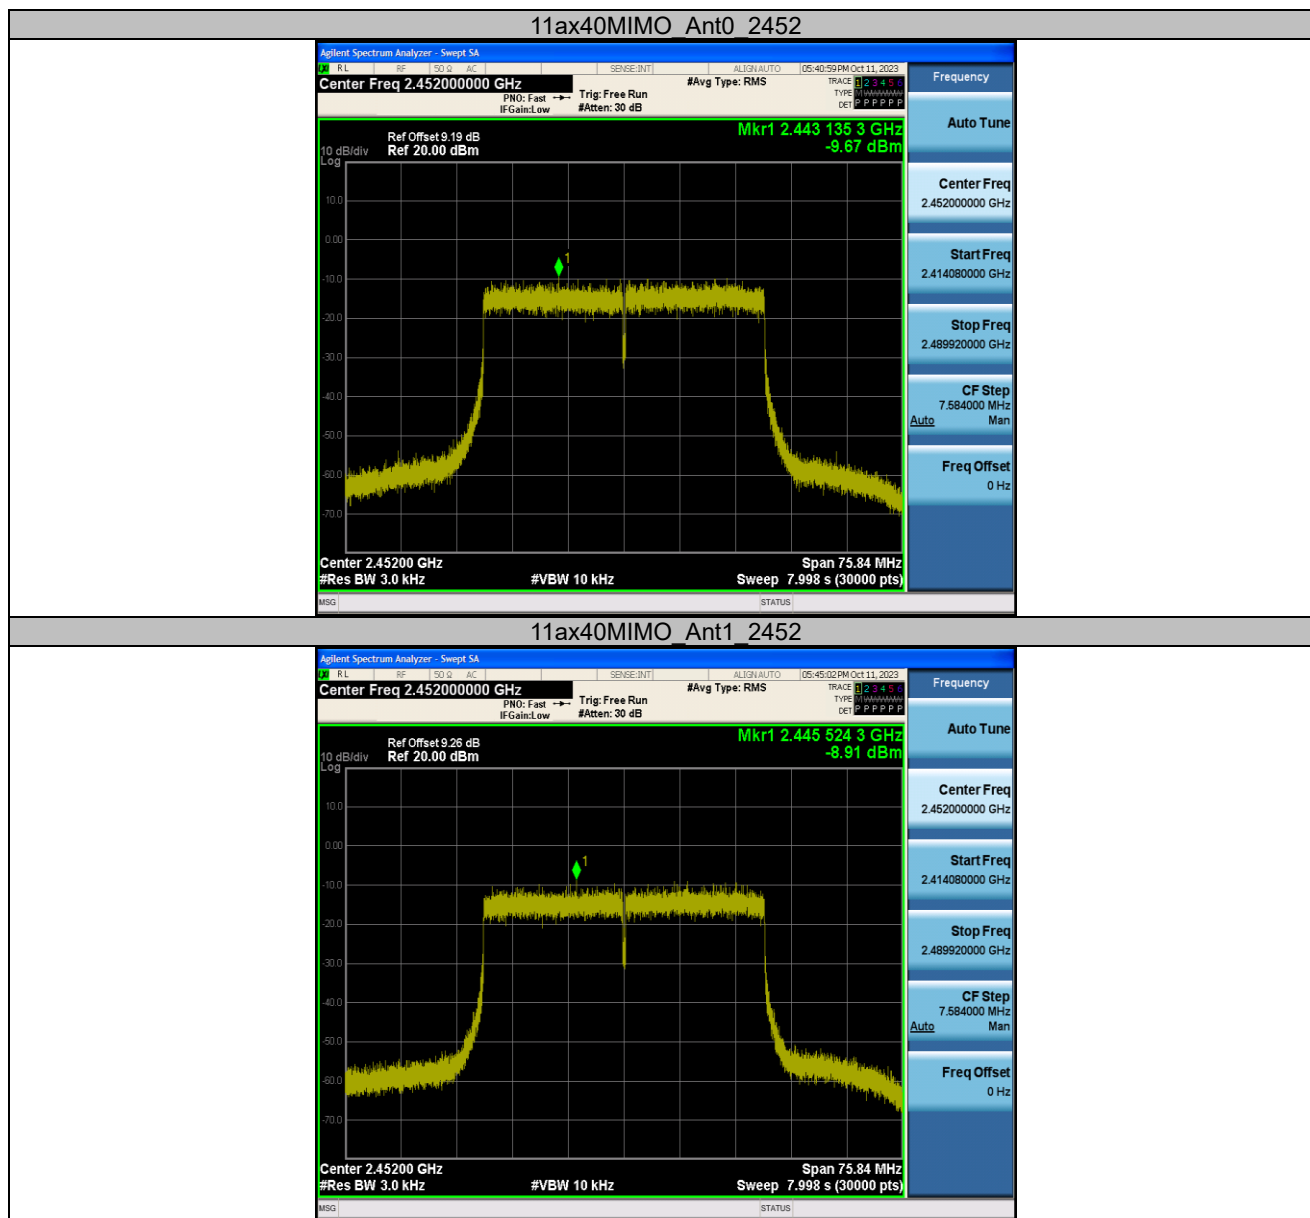 11ax40MIMO_Ant0_2452
Agilent Spectrum Analyzer - Swept SA
RL RF 50 Ω AC SENSE:INT ALIGNAUTO 05:40:59 PM Oct 11, 2023
Center Freq 2.452000000 GHz #Avg Type: RMS TRACE 1 2 3 4 5 6
PNO: Fast Trig: Free Run TYPE M
IFGain:Low #Atten: 30 dB DET P P P P P P
Frequency
Mkr1 2.443 135 3 GHz
-9.67 dBm
Ref Offset 9.19 dB
10 dB/div Ref 20.00 dBm
Log
10.0
0.00
-10.0
-20.0
-30.0
-40.0
-50.0
-60.0
-70.0
1
Center 2.45200 GHz Span 75.84 MHz
#Res BW 3.0 kHz #VBW 10 kHz Sweep 7.998 s (30000 pts)
MSG STATUS
Auto Tune
Center Freq
2.452000000 GHz
Start Freq
2.414080000 GHz
Stop Freq
2.489920000 GHz
CF Step
7.584000 MHz
Auto Man
Freq Offset
0 Hz
11ax40MIMO_Ant1_2452
Agilent Spectrum Analyzer - Swept SA
RL RF 50 Ω AC SENSE:INT ALIGNAUTO 05:45:02 PM Oct 11, 2023
Center Freq 2.452000000 GHz #Avg Type: RMS TRACE 1 2 3 4 5 6
PNO: Fast Trig: Free Run TYPE M
IFGain:Low #Atten: 30 dB DET P P P P P P
Frequency
Mkr1 2.445 524 3 GHz
-8.91 dBm
Ref Offset 9.26 dB
10 dB/div Ref 20.00 dBm
Log
10.0
0.00
-10.0
-20.0
-30.0
-40.0
-50.0
-60.0
-70.0
1
Center 2.45200 GHz Span 75.84 MHz
#Res BW 3.0 kHz #VBW 10 kHz Sweep 7.998 s (30000 pts)
MSG STATUS
Auto Tune
Center Freq
2.452000000 GHz
Start Freq
2.414080000 GHz
Stop Freq
2.489920000 GHz
CF Step
7.584000 MHz
Auto Man
Freq Offset
0 Hz